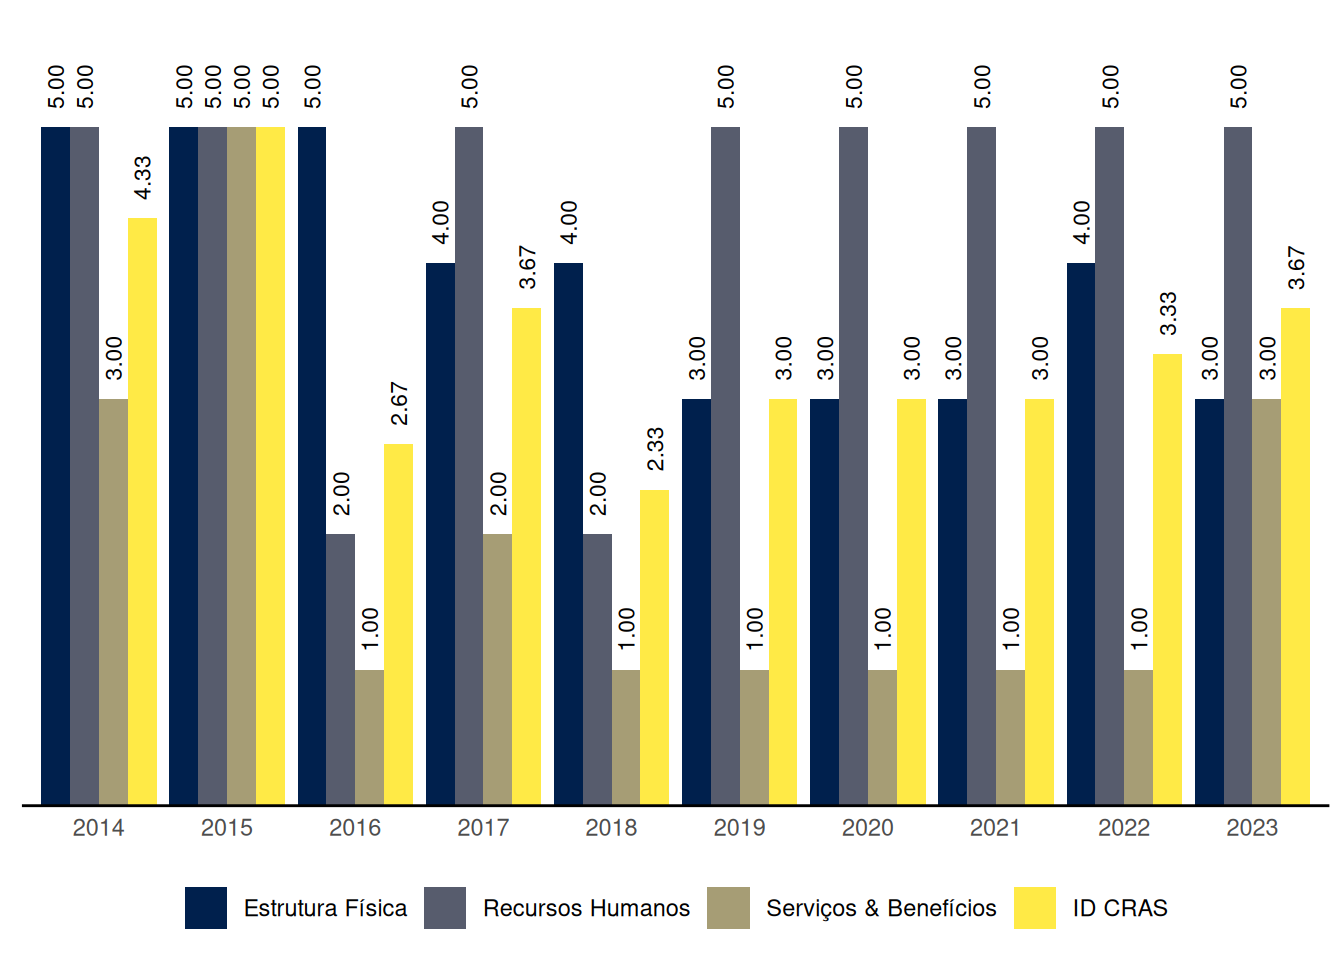 5.00 5.00 3.00 4.33 5.00 5.00 5.00 5.00 5.00 2.00 1.00 2.67 4.00 5.00 2.00 3.67 4.00 2.00 1.00 2.33 3.00 5.00 1.00 3.00 3.00 5.00 1.00 3.00 3.00 5.00 1.00 3.00 4.00 5.00 1.00 3.33 3.00 5.00 3.00 3.67
2014 2015 2016 2017 2018 2019 2020 2021 2022 2023
Estrutura Física Recursos Humanos Serviços & Benefícios ID CRAS